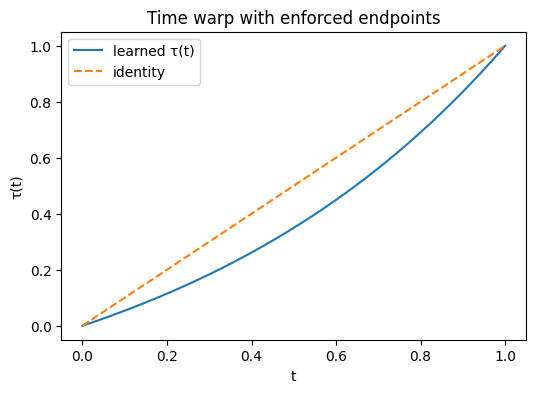 Time warp with enforced endpoints
learned τ(t)
identity
τ(t)
1.0
0.8
0.6
0.4
0.2
0.0
0.0 0.2 0.4 0.6 0.8 1.0
t